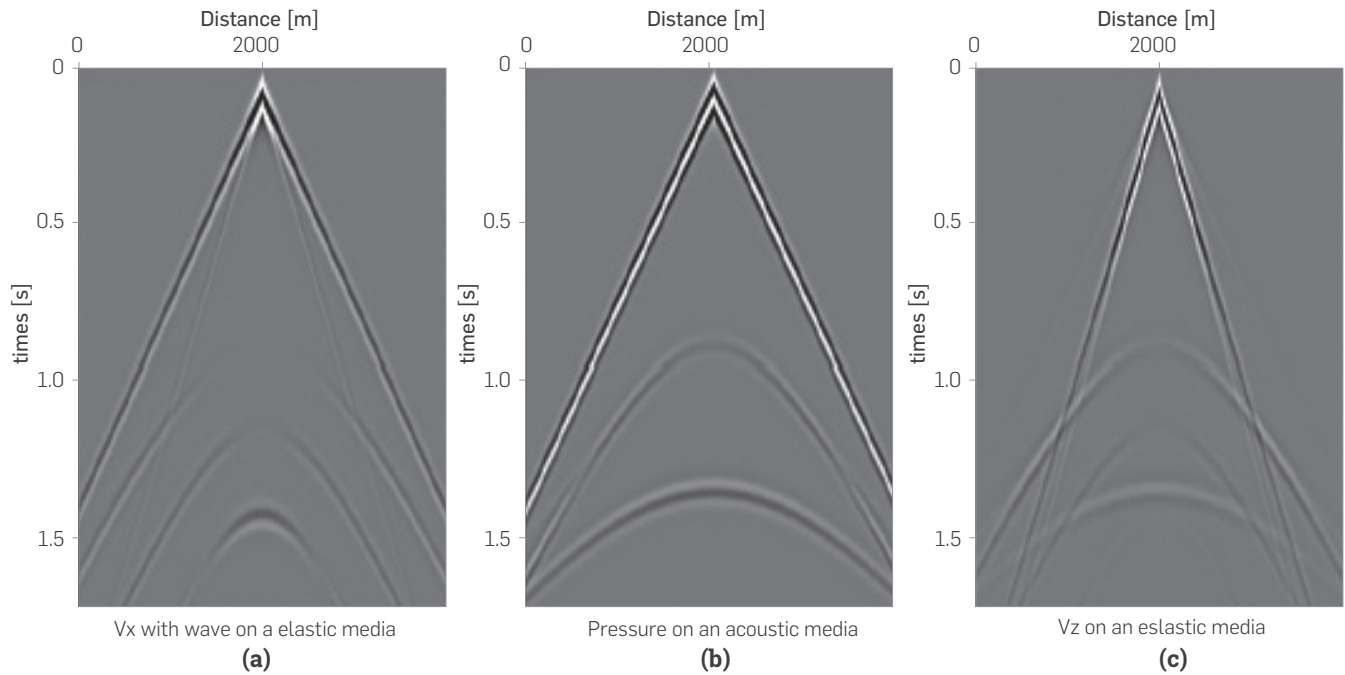 Distance [m]
0 2000
0
0.5
1.0
1.5
times [s]
Vx with wave on a elastic media
(a)
Distance [m]
0 2000
0
0.5
1.0
1.5
times [s]
Pressure on an acoustic media
(b)
Distance [m]
0 2000
0
0.5
1.0
1.5
times [s]
Vz on an eslastic media
(c)